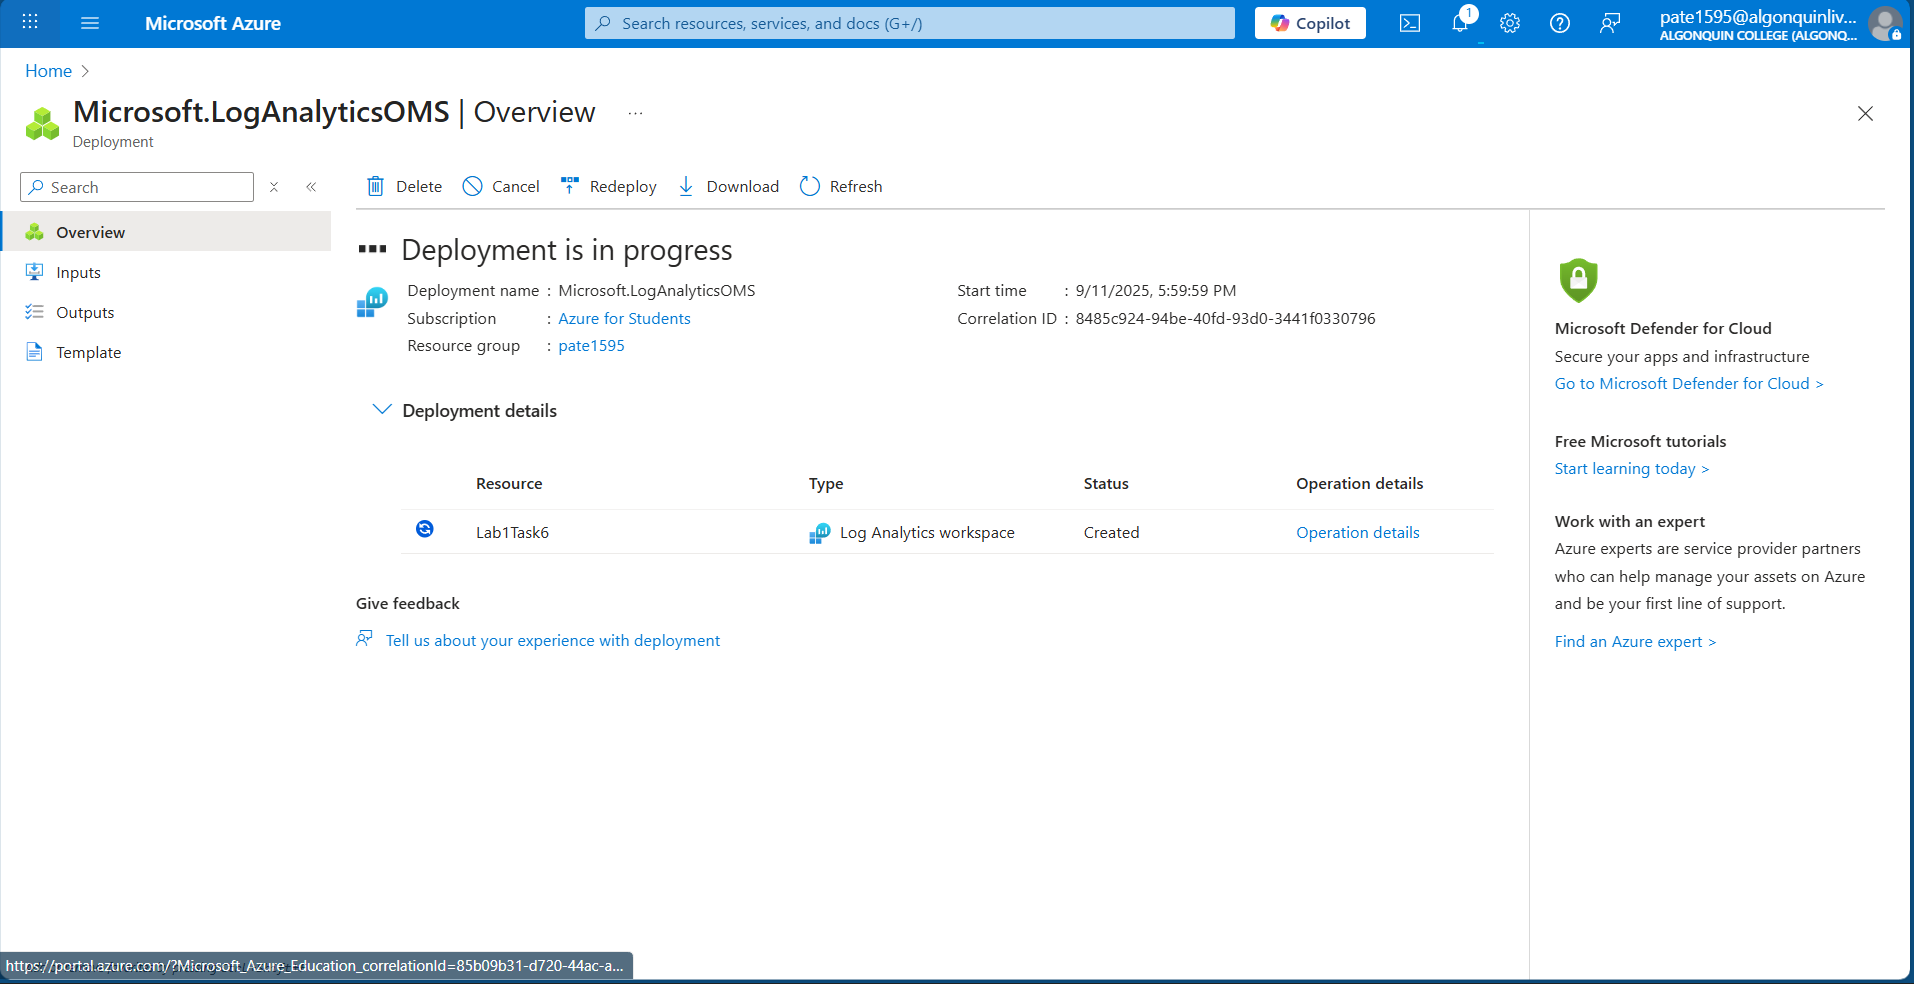 Microsoft Azure
Search resources, services, and docs (G+/)
Copilot
1
pate1595@algonquinliv...
ALGONQUIN COLLEGE (ALGONQ...
Home
Microsoft.LogAnalyticsOMS | Overview
Deployment
Search
Overview
Inputs
Outputs
Template
Delete
Cancel
Redeploy
Download
Refresh
Deployment is in progress
Deployment name : Microsoft.LogAnalyticsOMS
Subscription : Azure for Students
Resource group : pate1595
Start time : 9/11/2025, 5:59:59 PM
Correlation ID : 8485c924-94be-40fd-93d0-3441f0330796
Deployment details
Resource Type Status Operation details
Lab1Task6 Log Analytics workspace Created Operation details
Give feedback
Tell us about your experience with deployment
Microsoft Defender for Cloud
Secure your apps and infrastructure
Go to Microsoft Defender for Cloud >
Free Microsoft tutorials
Start learning today >
Work with an expert
Azure experts are service provider partners
who can help manage your assets on Azure
and be your first line of support.
Find an Azure expert >
https://portal.azure.com/?Microsoft_Azure_Education_correlationId=85b09b31-d720-44ac-a...